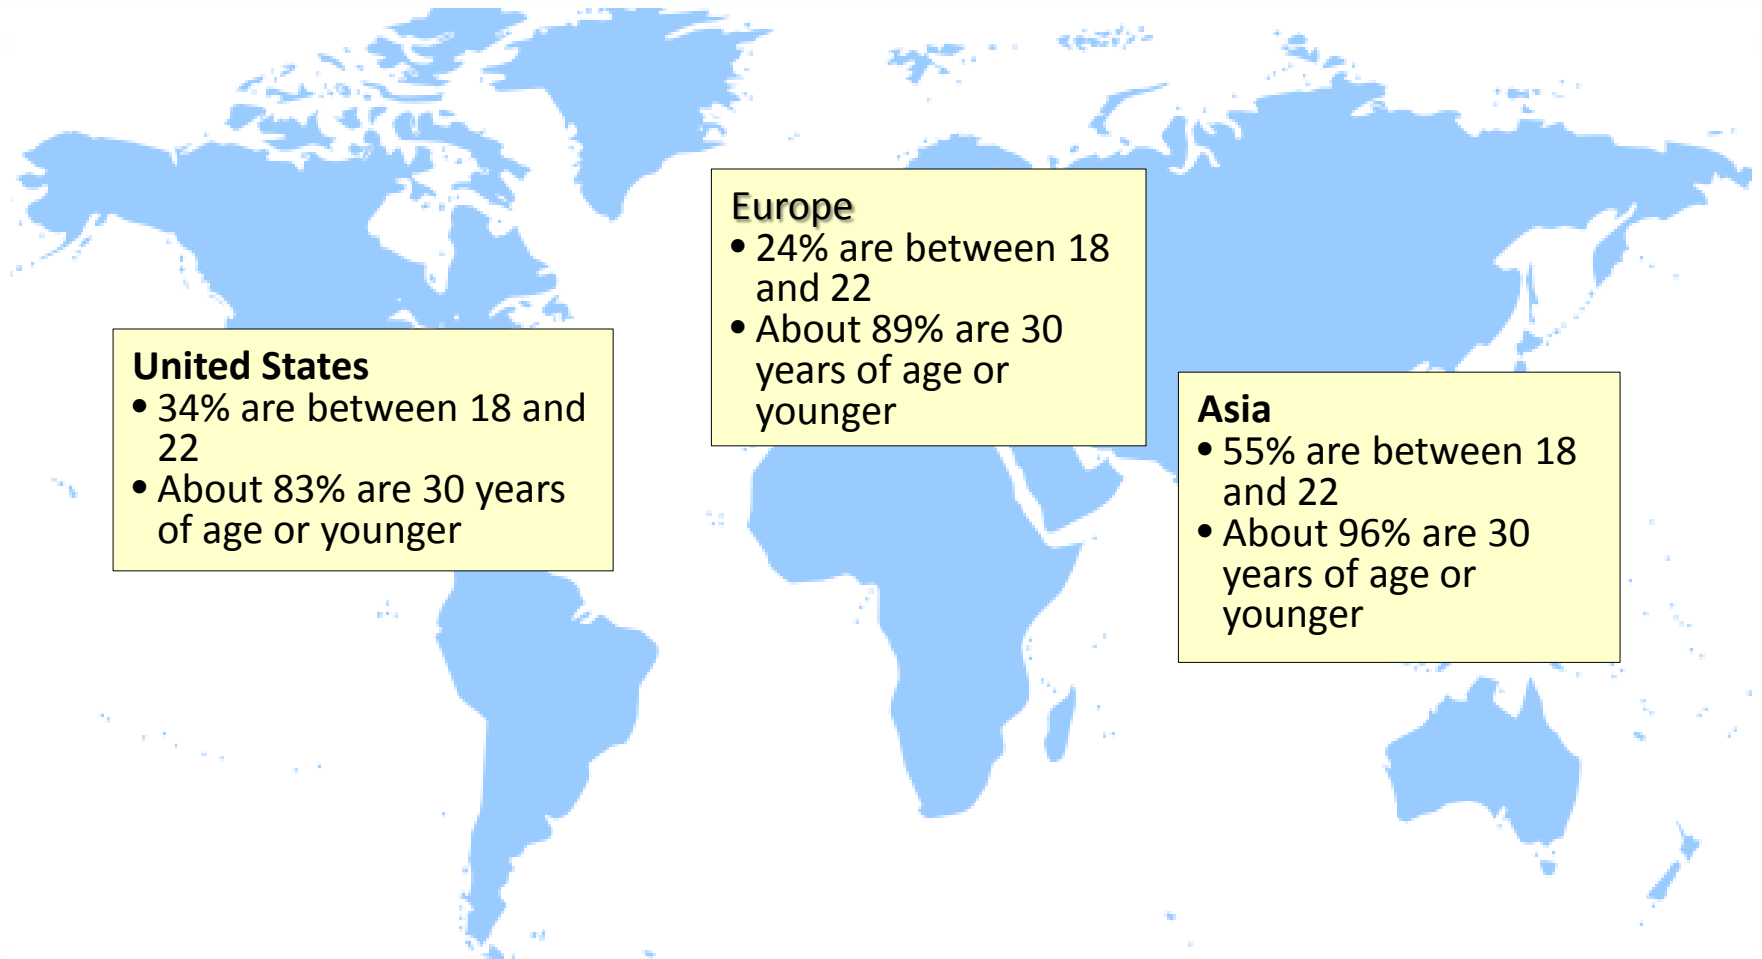 United States
• 34% are between 18 and
22
• About 83% are 30 years
of age or younger
Europe
• 24% are between 18
and 22
• About 89% are 30
years of age or
younger
Asia
• 55% are between 18
and 22
• About 96% are 30
years of age or
younger